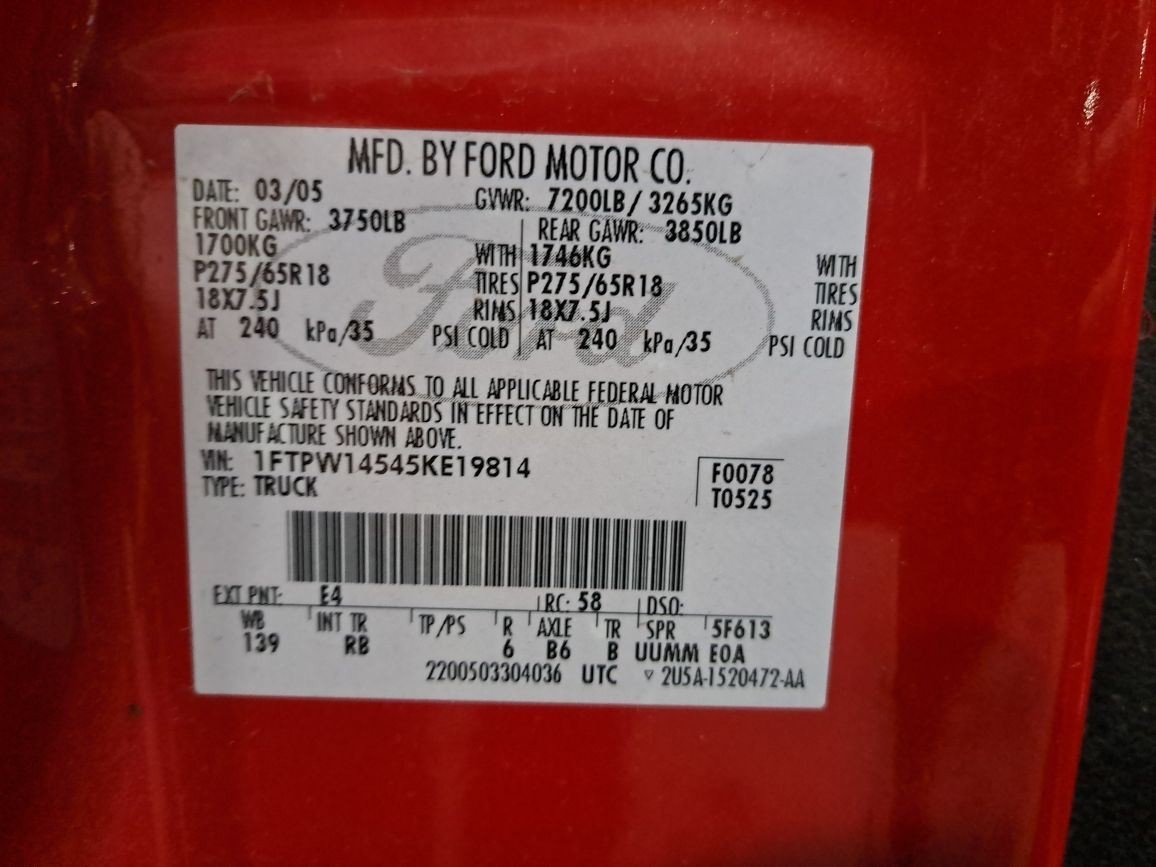 MFD. BY FORD MOTOR CO.
DATE: 03/05 GVWR: 7200LB/ 3265KG
FRONT GAWR: 3750LB REAR GAWR: 3850LB
1700KG WITH 1746KG WITH
P275/65R18 TIRES P275/65R18 TIRES
18X7.5J RIMS 18X7.5J RIMS
AT 240 kPa/35 PSI COLD AT 240 kPa/35 PSI COLD
Ford
THIS VEHICLE CONFORMS TO ALL APPLICABLE FEDERAL MOTOR
VEHICLE SAFETY STANDARDS IN EFFECT ON THE DATE OF
MANUFACTURE SHOWN ABOVE.
VIN: 1FTPW14545KE19814 F0078
TYPE: TRUCK T0525
EXT PNT: E4 RC: 58 DSO:
WB INT TR TP/PS R AXLE TR SPR 5F613
139 RB 6 B6 B UUMM EOA
2200503304036 UTC ▽ 2U5A-1520472-AA